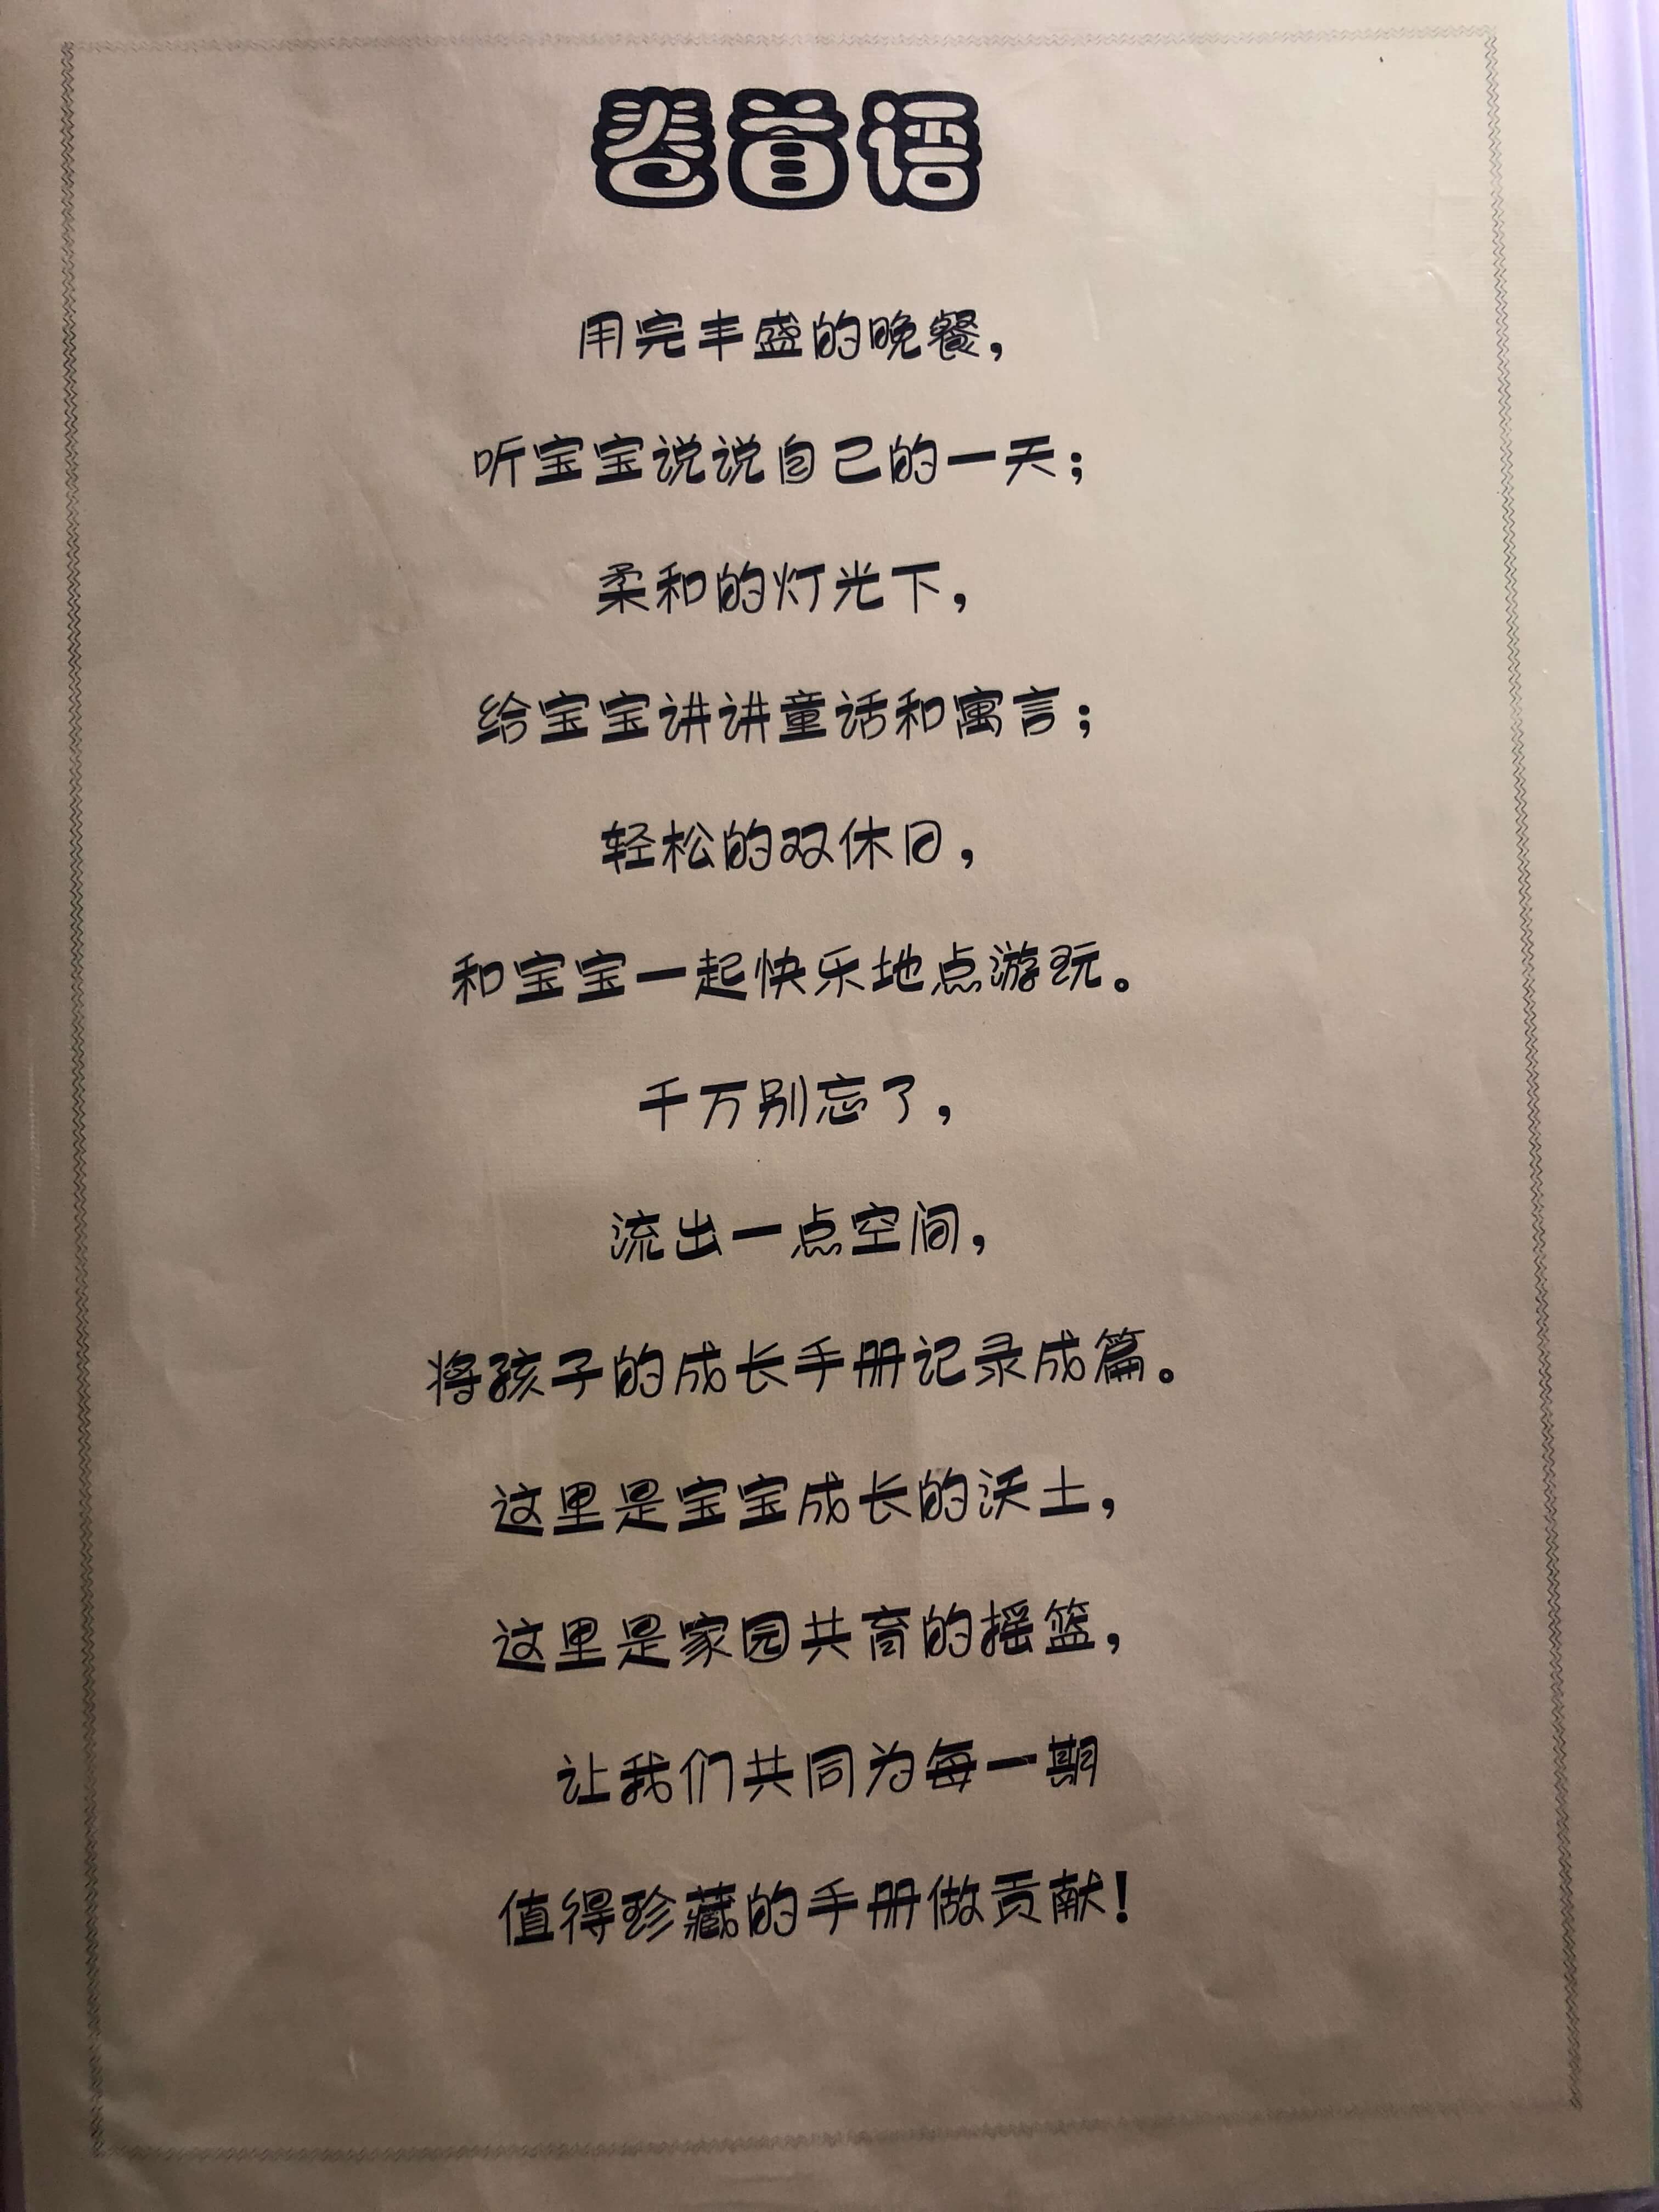 卷首语
用完丰盛的晚餐，
听宝宝说说自己的一天；
柔和的灯光下，
给宝宝讲讲童话和寓言；
轻松的双休日，
和宝宝一起快乐地点游玩。
千万别忘了，
流出一点空间，
将孩子的成长手册记录成篇。
这里是宝宝成长的沃土，
这里是家园共育的摇篮，
让我们共同为每一期
值得珍藏的手册做贡献！